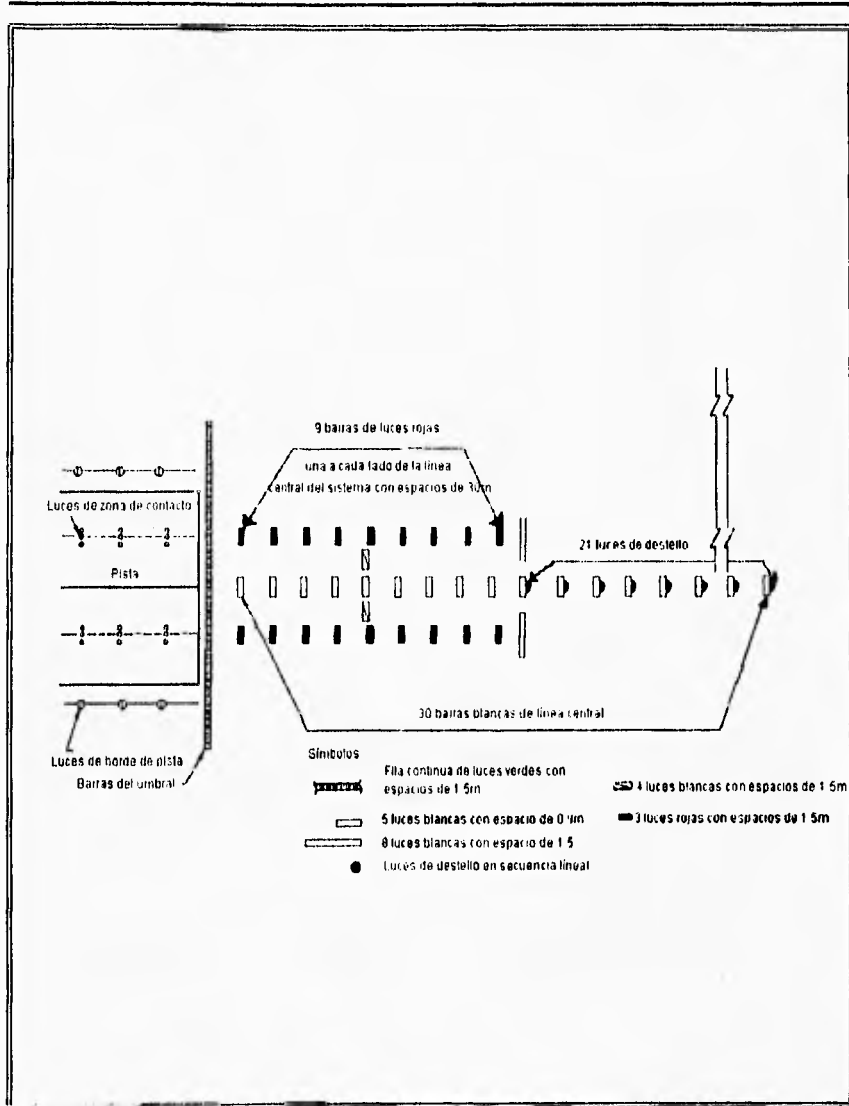 9 barras de luces rojas
una a cada lado de la línea
central del sistema con espacios de 30m
Luces de zona de contacto
21 luces de destello
Pista
30 barras blancas de línea central
Luces de borde de pista
Barras del umbral
Símbolos
Fila continua de luces verdes con
espacios de 1 5m
4 luces blancas con espacios de 1 5m
5 luces blancas con espacio de 0 9m
3 luces rojas con espacios de 1 5m
8 luces blancas con espacio de 1 5
Luces de destello en secuencia lineal